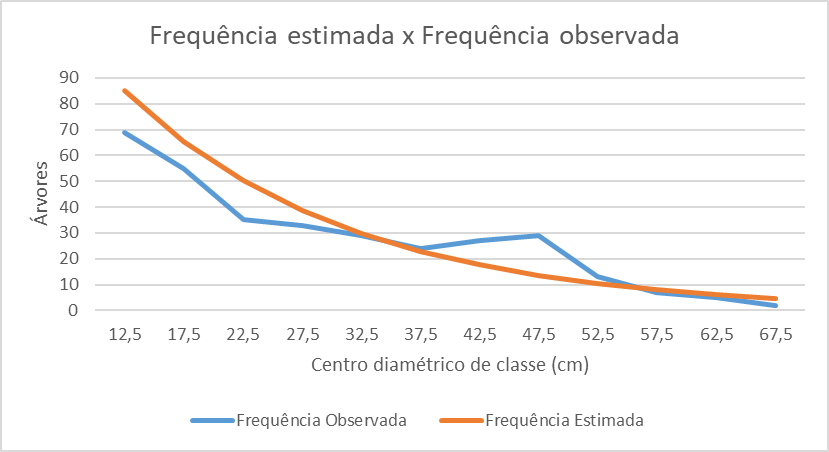 Frequência estimada x Frequência observada
90
80
70
60
50
40
30
20
10
0
Árvores
12,5 17,5 22,5 27,5 32,5 37,5 42,5 47,5 52,5 57,5 62,5 67,5
Centro diamétrico de classe (cm)
Frequência Observada Frequência Estimada